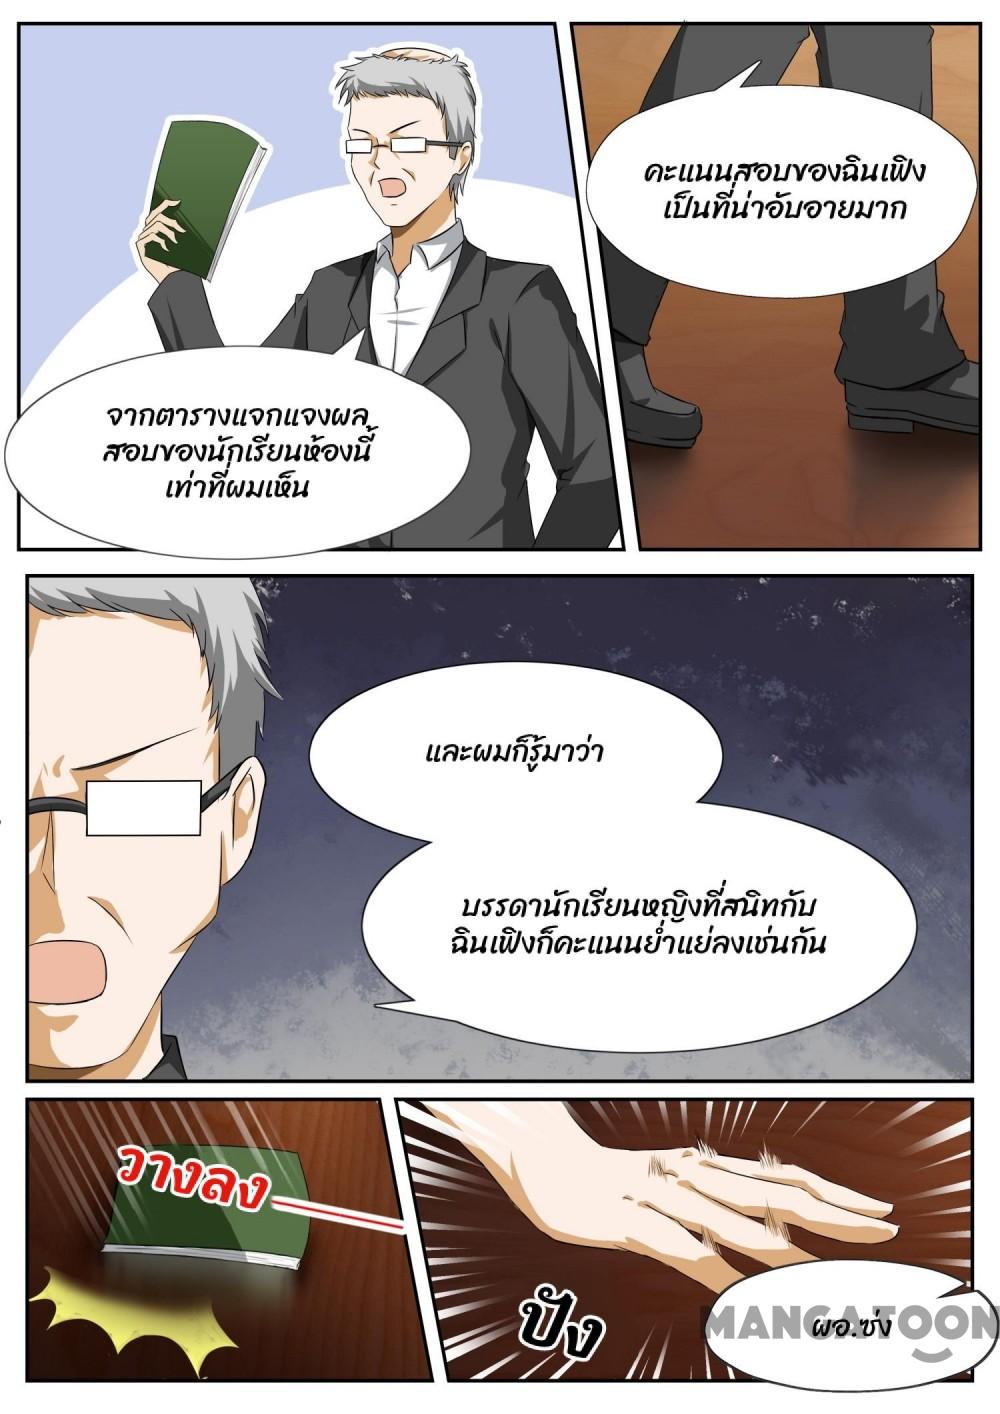 จากตารางแจกแจงผล
สอบของนักเรียนห้องนี้
เท่าที่ผมเห็น
คะแนนสอบของฉินเฟิง
เป็นที่น่าอับอายมาก
และผมก็รู้มาว่า
บรรดานักเรียนหญิงที่สนิทกับ
ฉินเฟิงก็คะแนนย่ำแย่ลงเช่นกัน
วางลง
ปัง
ผอ.ซ่ง
MANGATOON